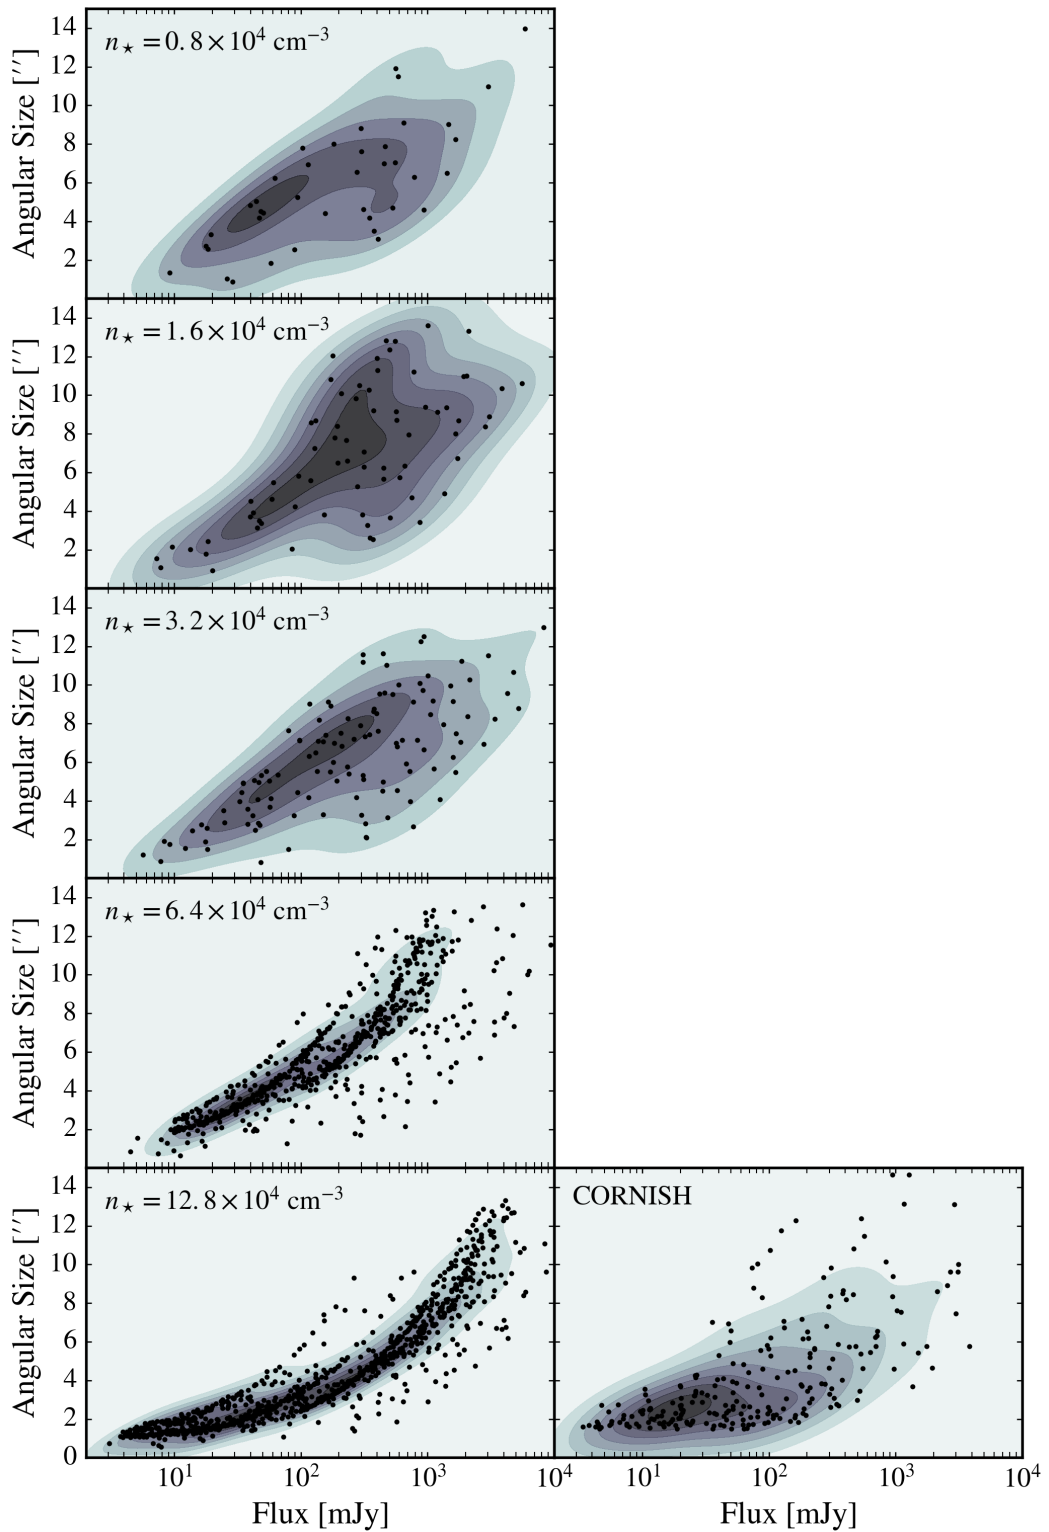 n⋆ = 0.8×10⁴ cm⁻³
Angular Size [″]
14
12
10
8
6
4
2
n⋆ = 1.6×10⁴ cm⁻³
Angular Size [″]
14
12
10
8
6
4
2
n⋆ = 3.2×10⁴ cm⁻³
Angular Size [″]
14
12
10
8
6
4
2
n⋆ = 6.4×10⁴ cm⁻³
Angular Size [″]
14
12
10
8
6
4
2
n⋆ = 12.8×10⁴ cm⁻³
CORNISH
Angular Size [″]
14
12
10
8
6
4
2
0
10¹ 10² 10³ 10⁴ 10¹ 10² 10³ 10⁴
Flux [mJy] Flux [mJy]